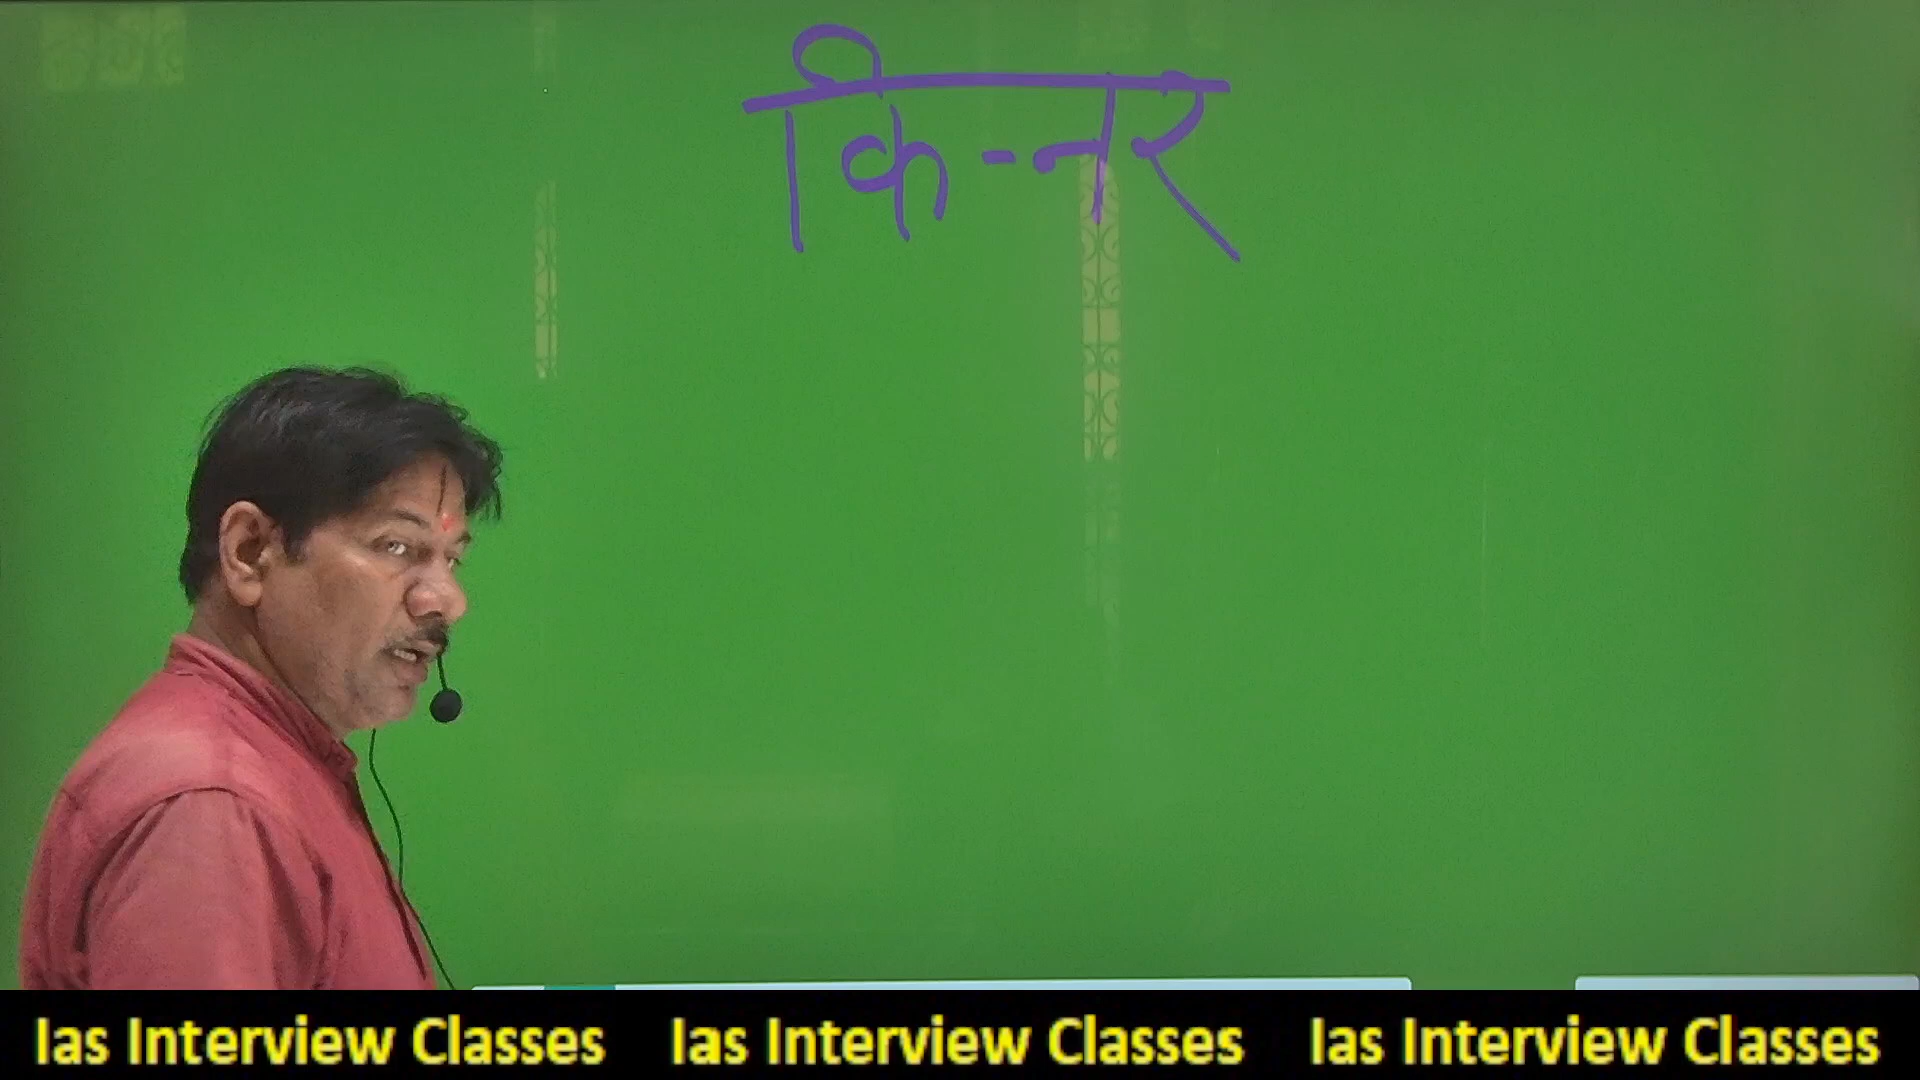 कि-नर
Ias Interview Classes Ias Interview Classes Ias Interview Classes